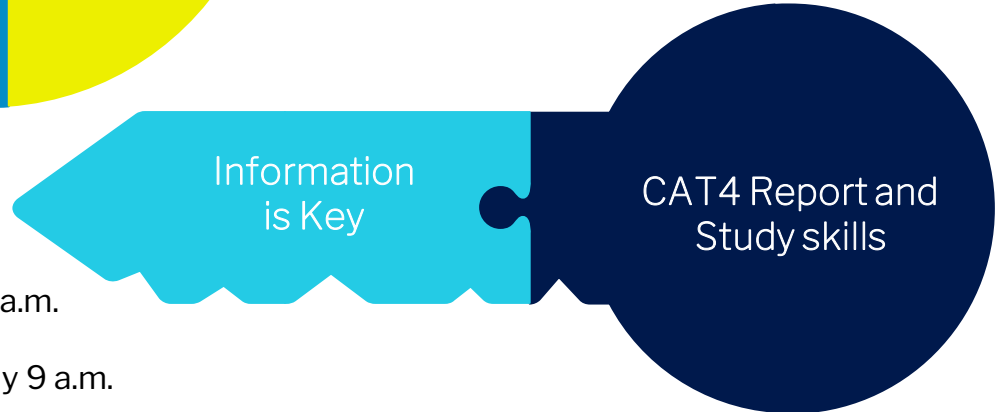 Information
is Key
CAT4 Report and
Study skills
a.m.
y 9 a.m.